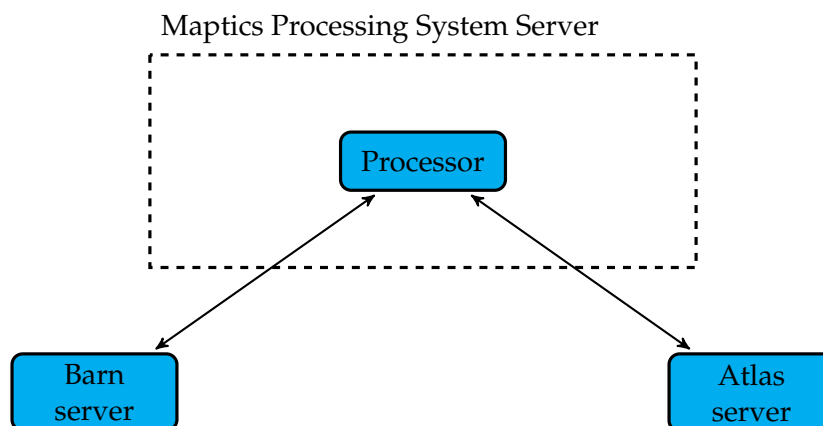 Maptics Processing System Server
Processor
Barn
server
Atlas
server